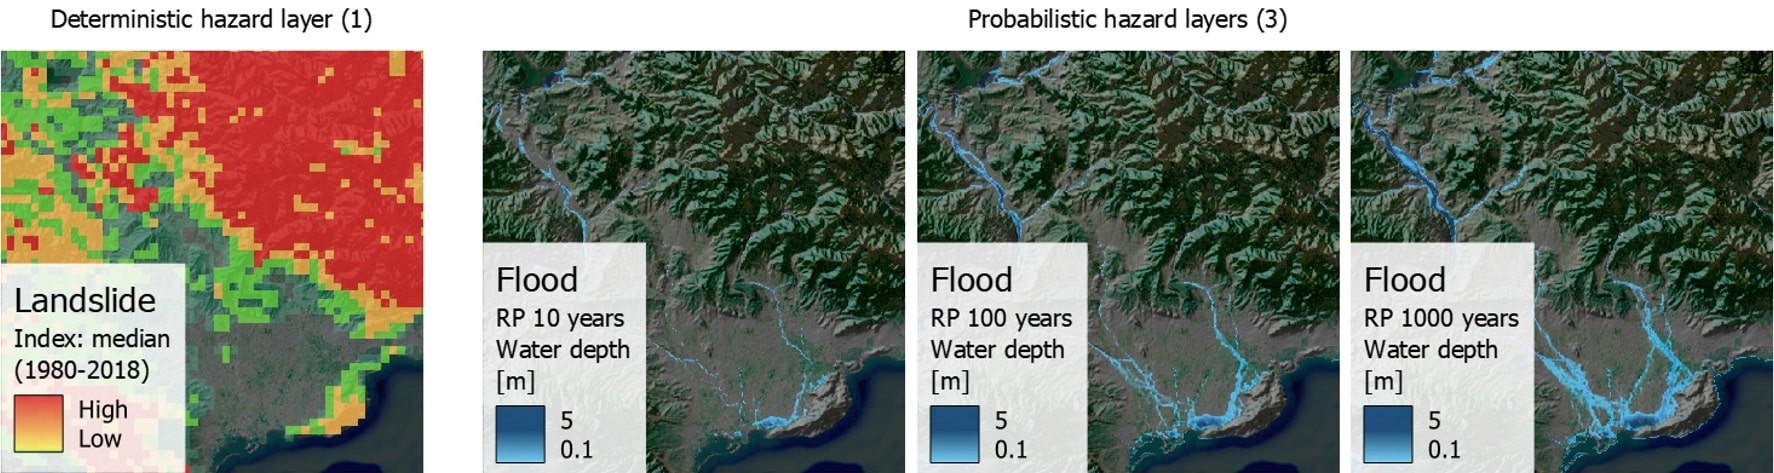 Deterministic hazard layer (1)
Probabilistic hazard layers (3)
Landslide
Index: median
(1980-2018)
High
Low
Flood
RP 10 years
Water depth
[m]
5
0.1
Flood
RP 100 years
Water depth
[m]
5
0.1
Flood
RP 1000 years
Water depth
[m]
5
0.1